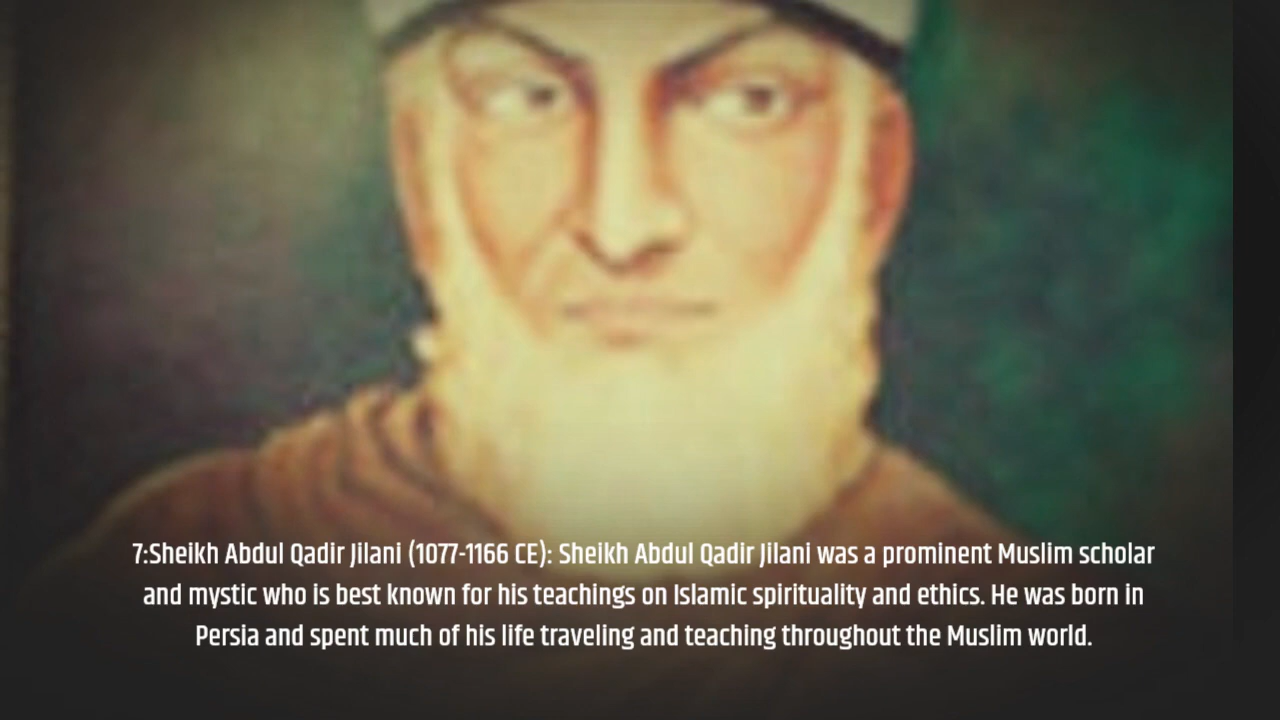 7:Sheikh Abdul Qadir Jilani (1077-1166 CE): Sheikh Abdul Qadir Jilani was a prominent Muslim scholar
and mystic who is best known for his teachings on Islamic spirituality and ethics. He was born in
Persia and spent much of his life traveling and teaching throughout the Muslim world.